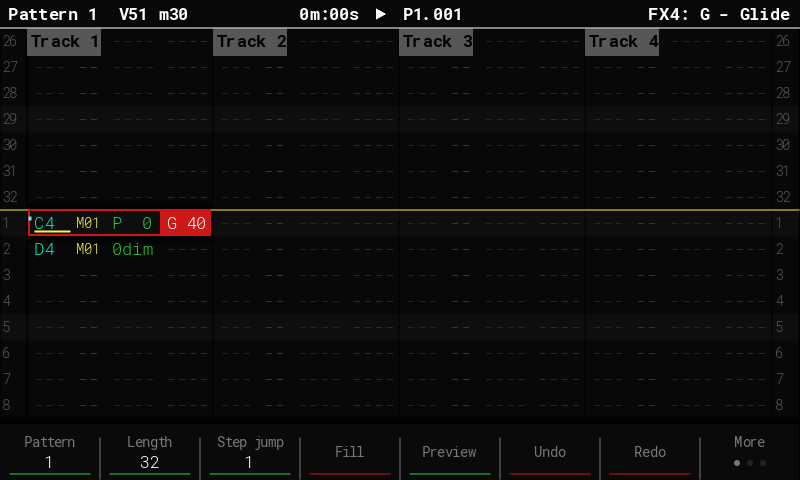 Pattern 1 V51 m30 0m:00s ▶ P1.001 FX4: G – Glide
26 Track 1 Track 2 Track 3 Track 4 26
27 27
28 28
29 29
30 30
31 31
32 32
1 C4 M01 P 0 G 40 1
2 D4 M01 0dim 2
3 3
4 4
5 5
6 6
7 7
8 8
Pattern Length Step jump Fill Preview Undo Redo More
1 32 1